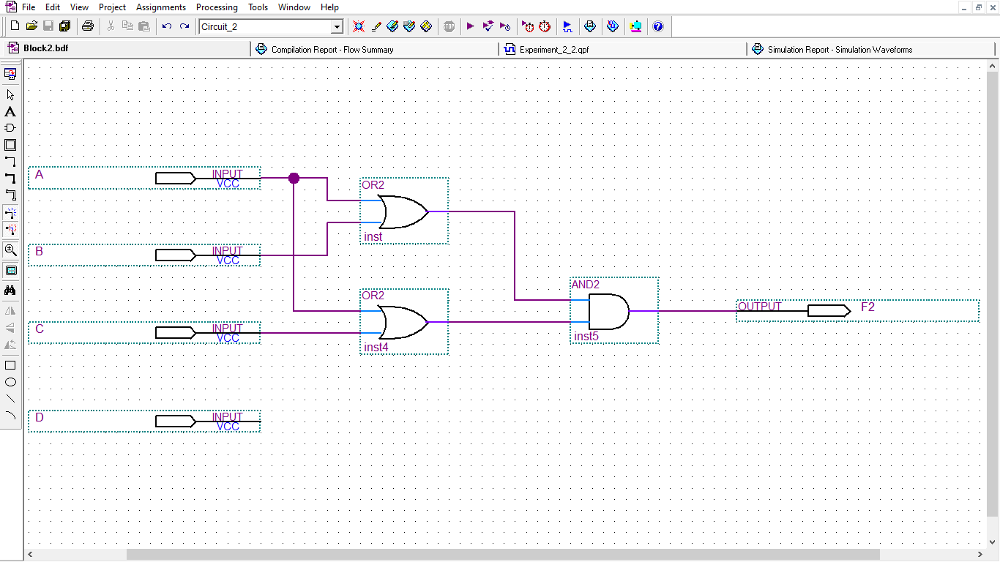 File Edit View Project Assignments Processing Tools Window Help
Circuit_2
STOP
Block2.bdf Compilation Report - Flow Summary Experiment_2_2.qpf Simulation Report - Simulation Waveforms
A INPUT
VCC
OR2
inst
B INPUT
VCC
AND2
OR2
OUTPUT F2
C INPUT
VCC
inst5
inst4
D INPUT
VCC